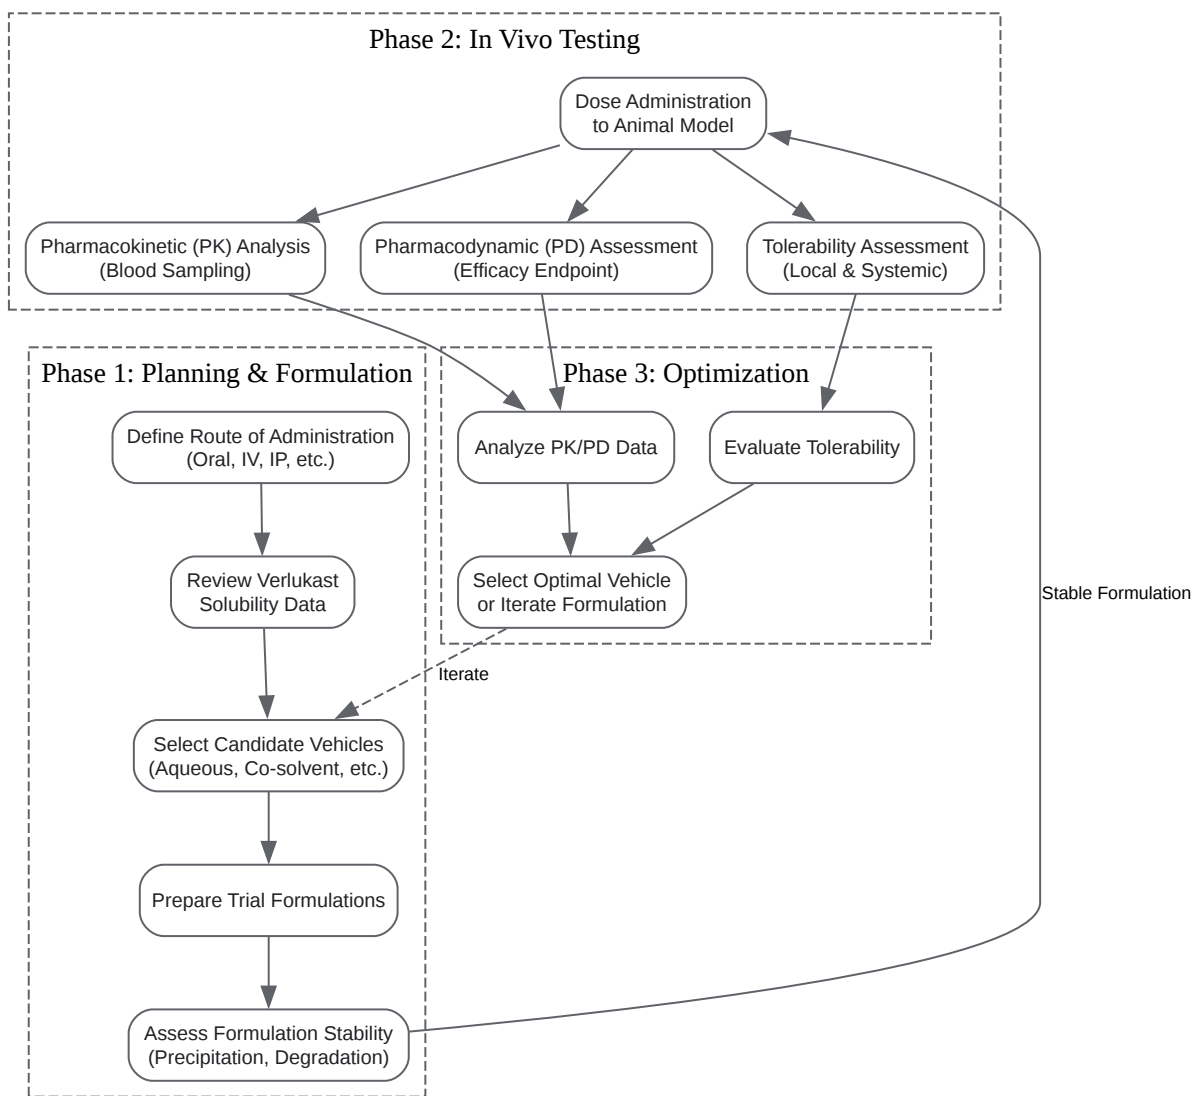 Phase 2: In Vivo Testing
Dose Administration
to Animal Model
Pharmacokinetic (PK) Analysis
(Blood Sampling)
Pharmacodynamic (PD) Assessment
(Efficacy Endpoint)
Tolerability Assessment
(Local & Systemic)
Phase 1: Planning & Formulation
Define Route of Administration
(Oral, IV, IP, etc.)
Review Verlukast
Solubility Data
Select Candidate Vehicles
(Aqueous, Co-solvent, etc.)
Prepare Trial Formulations
Assess Formulation Stability
(Precipitation, Degradation)
Phase 3: Optimization
Analyze PK/PD Data
Evaluate Tolerability
Select Optimal Vehicle
or Iterate Formulation
Iterate
Stable Formulation